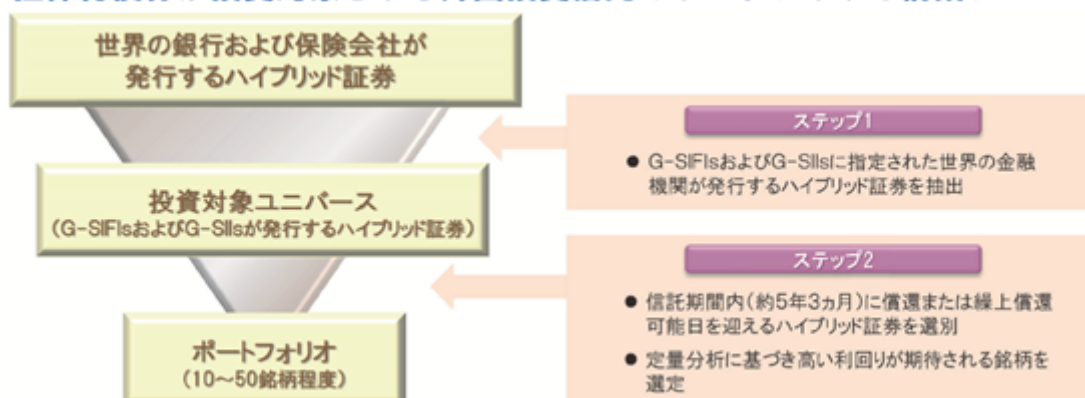 世界の銀行および保険会社が
発行するハイブリッド証券
ステップ1
● G-SIFIsおよびG-SIIsに指定された世界の金融
機関が発行するハイブリッド証券を抽出
投資対象ユニバース
(G-SIFIsおよびG-SIIsが発行するハイブリッド証券)
ステップ2
● 信託期間内(約5年3ヵ月)に償還または繰上償還
可能日を迎えるハイブリッド証券を選別
● 定量分析に基づき高い利回りが期待される銘柄を
選定
ポートフォリオ
(10～50銘柄程度)